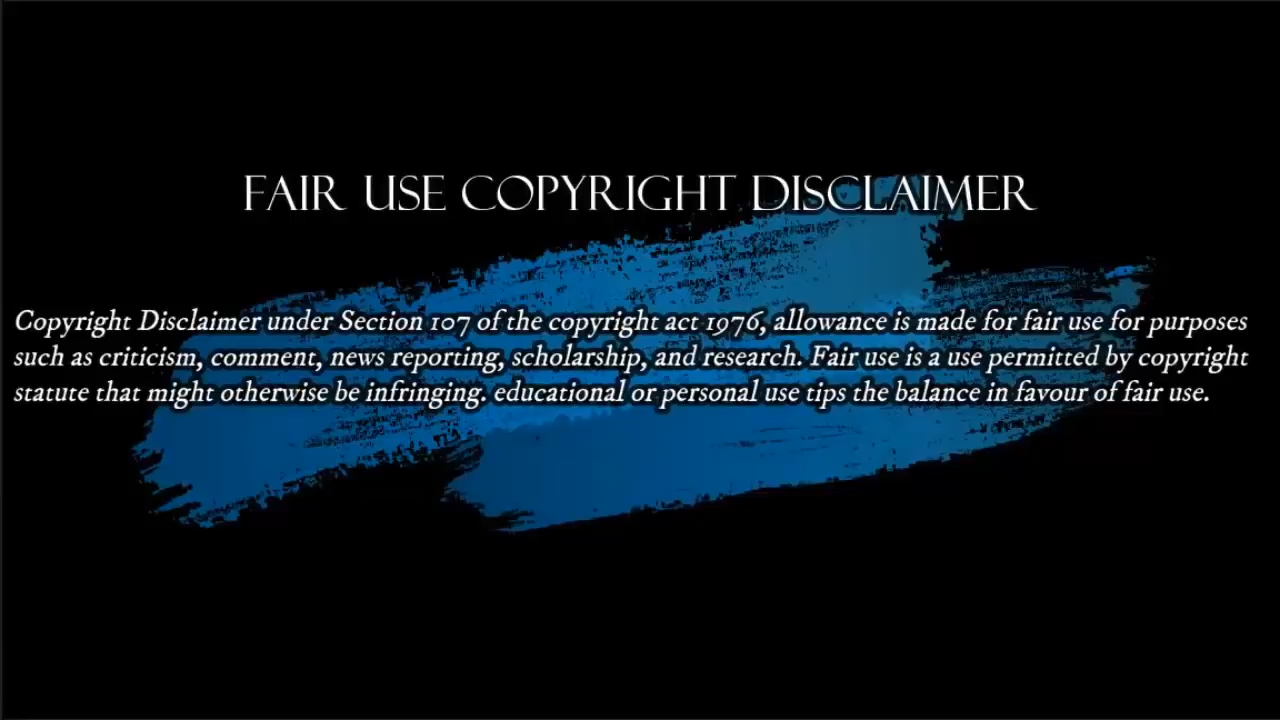 FAIR USE COPYRIGHT DISCLAIMER
Copyright Disclaimer under Section 107 of the copyright act 1976, allowance is made for fair use for purposes
such as criticism, comment, news reporting, scholarship, and research. Fair use is a use permitted by copyright
statute that might otherwise be infringing. educational or personal use tips the balance in favour of fair use.